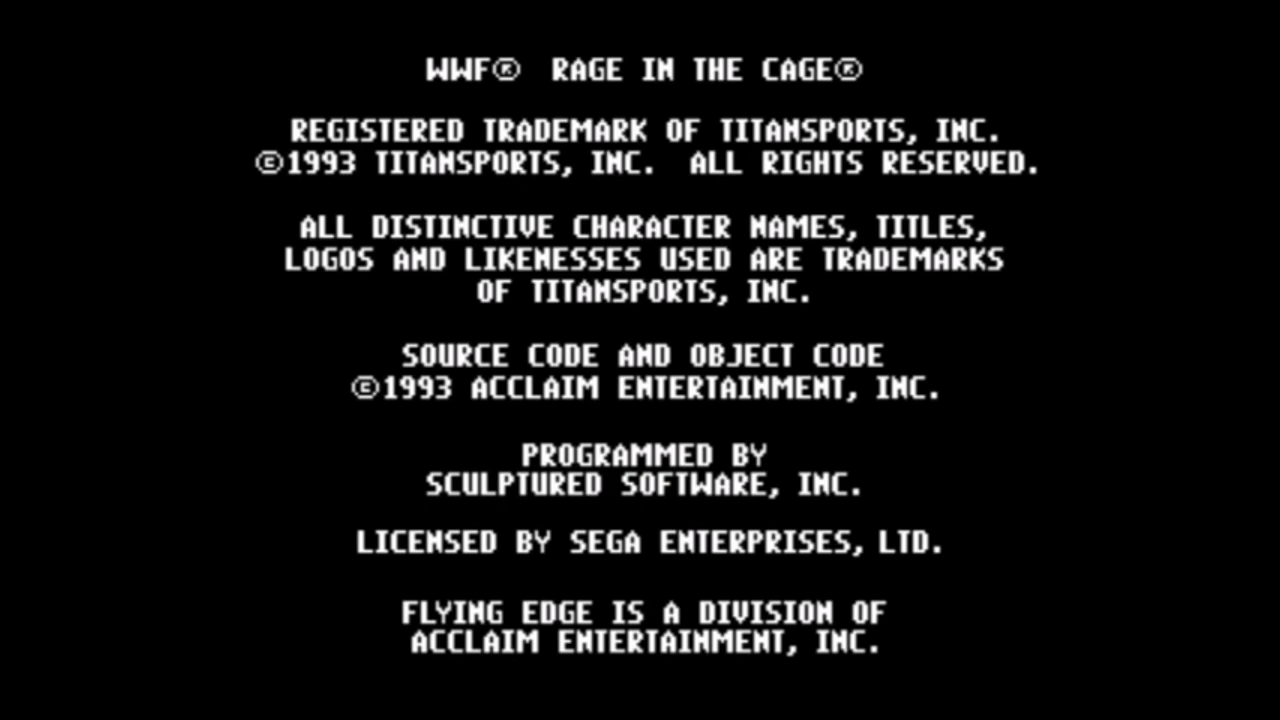 WWF® RAGE IN THE CAGE®
REGISTERED TRADEMARK OF TITANSPORTS, INC.
©1993 TITANSPORTS, INC. ALL RIGHTS RESERVED.
ALL DISTINCTIVE CHARACTER NAMES, TITLES,
LOGOS AND LIKENESSES USED ARE TRADEMARKS
OF TITANSPORTS, INC.
SOURCE CODE AND OBJECT CODE
©1993 ACCLAIM ENTERTAINMENT, INC.
PROGRAMMED BY
SCULPTURED SOFTWARE, INC.
LICENSED BY SEGA ENTERPRISES, LTD.
FLYING EDGE IS A DIVISION OF
ACCLAIM ENTERTAINMENT, INC.